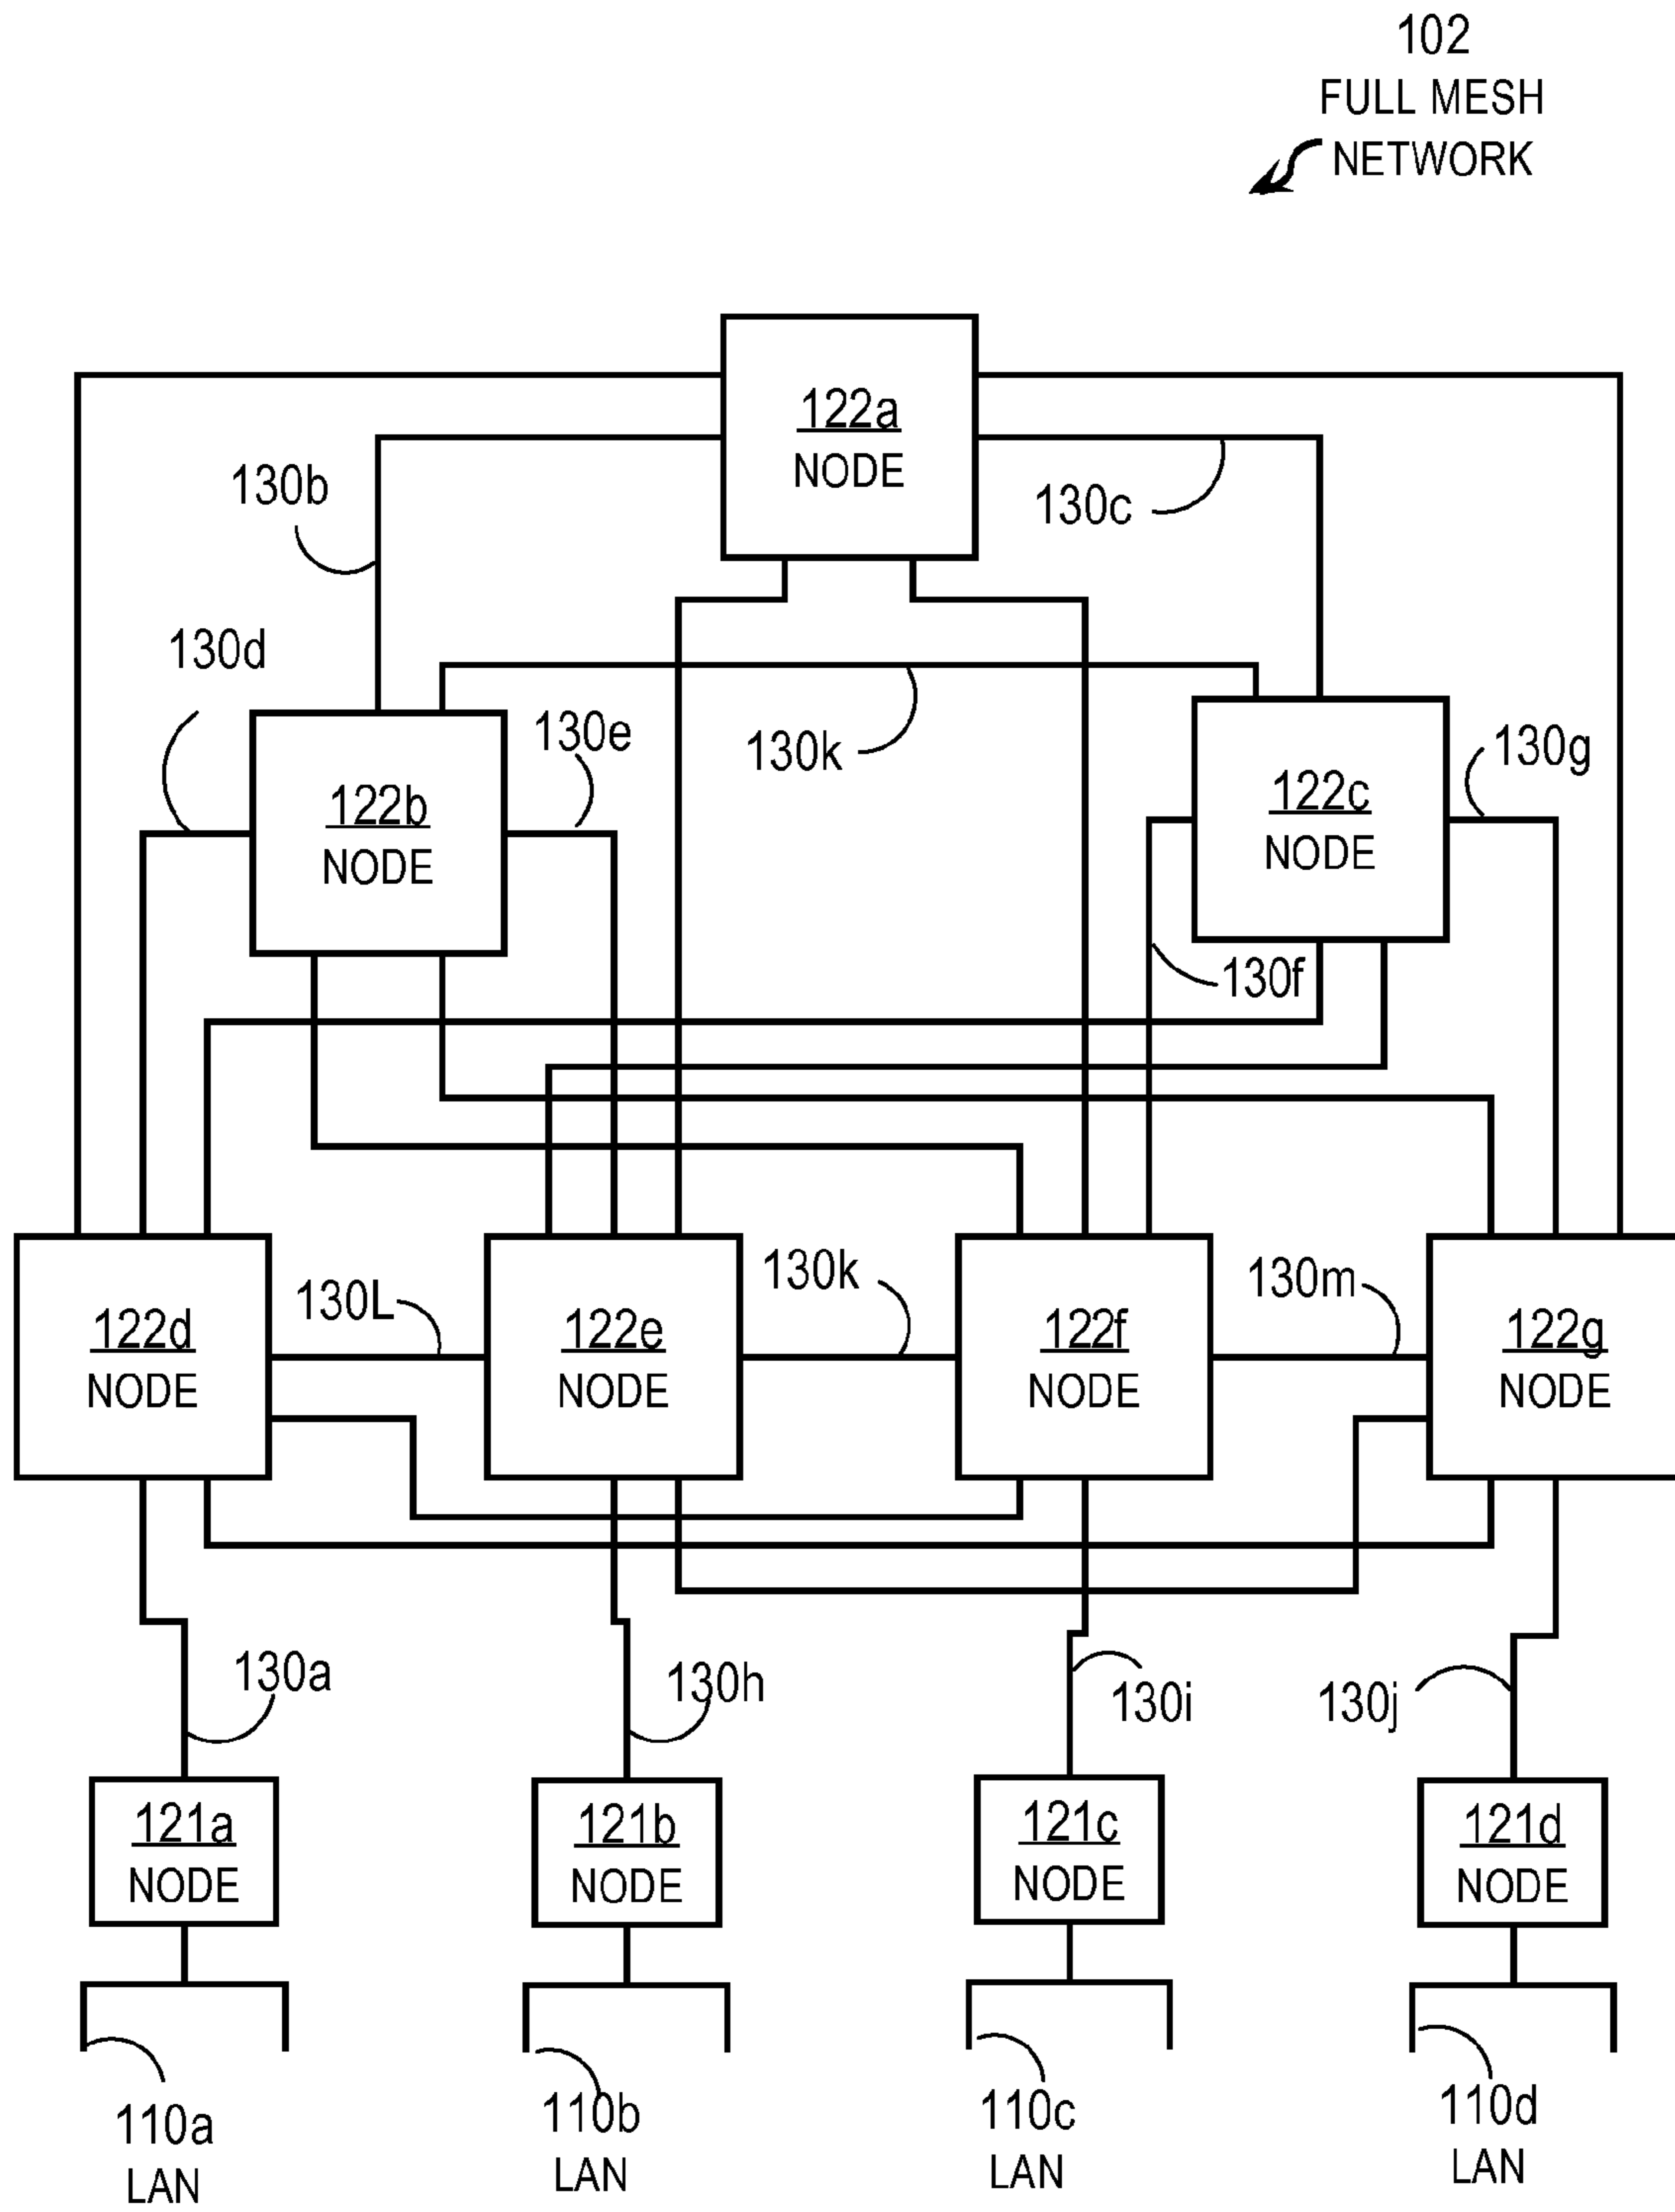 102
FULL MESH
NETWORK
122a
NODE
130b
130c
130d
130e
130k
130g
122b
NODE
122c
NODE
130f
130L
130k
130m
122d
NODE
122e
NODE
122f
NODE
122g
NODE
130a
130h
130i
130j
121a
NODE
121b
NODE
121c
NODE
121d
NODE
110a
LAN
110b
LAN
110c
LAN
110d
LAN